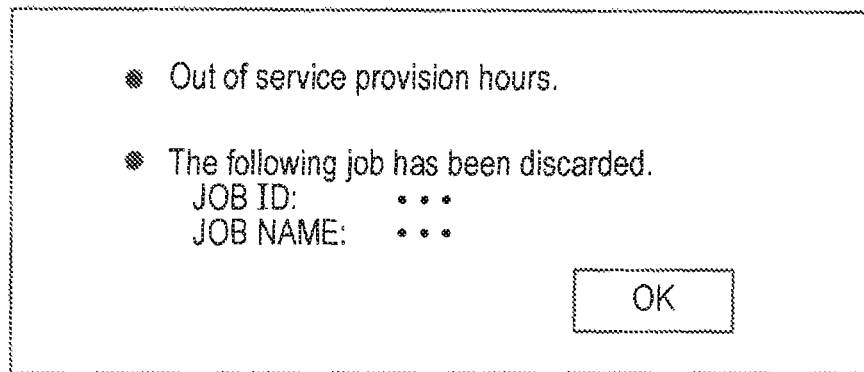 ● Out of service provision hours.
● The following job has been discarded.
JOB ID: • • •
JOB NAME: • • •
OK